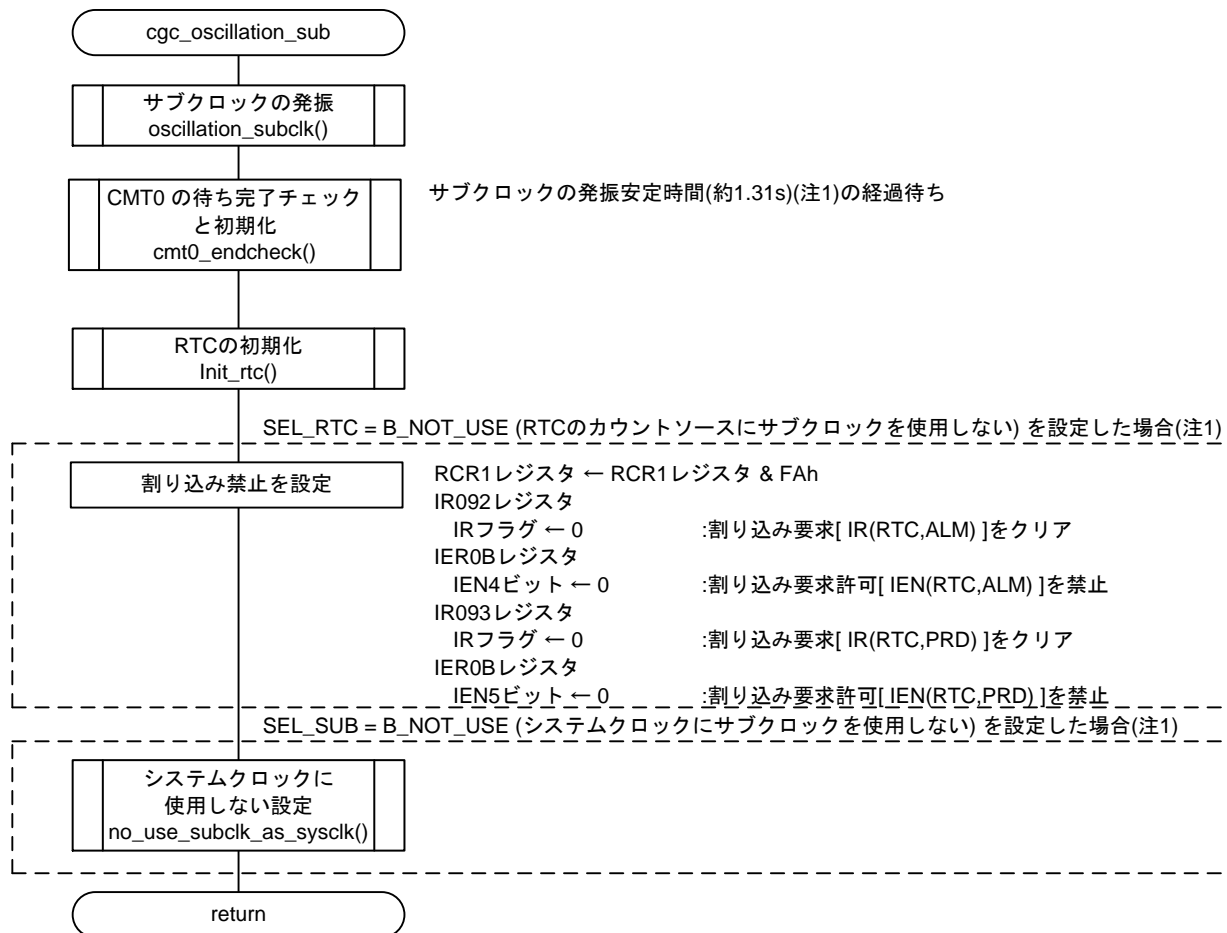 cgc_oscillation_sub
サブクロックの発振
oscillation_subclk()
CMT0 の待ち完了チェック
と初期化
cmt0_endcheck()
サブクロックの発振安定時間(約1.31s)(注1)の経過待ち
RTCの初期化
Init_rtc()
SEL_RTC = B_NOT_USE (RTCのカウントソースにサブクロックを使用しない) を設定した場合(注1)
割り込み禁止を設定
RCR1レジスタ ← RCR1レジスタ & FAh
IR092レジスタ
IRフラグ ← 0 :割り込み要求[ IR(RTC,ALM) ]をクリア
IER0Bレジスタ
IEN4ビット ← 0 :割り込み要求許可[ IEN(RTC,ALM) ]を禁止
IR093レジスタ
IRフラグ ← 0 :割り込み要求[ IR(RTC,PRD) ]をクリア
IER0Bレジスタ
IEN5ビット ← 0 :割り込み要求許可[ IEN(RTC,PRD) ]を禁止
SEL_SUB = B_NOT_USE (システムクロックにサブクロックを使用しない) を設定した場合(注1)
システムクロックに
使用しない設定
no_use_subclk_as_sysclk()
return